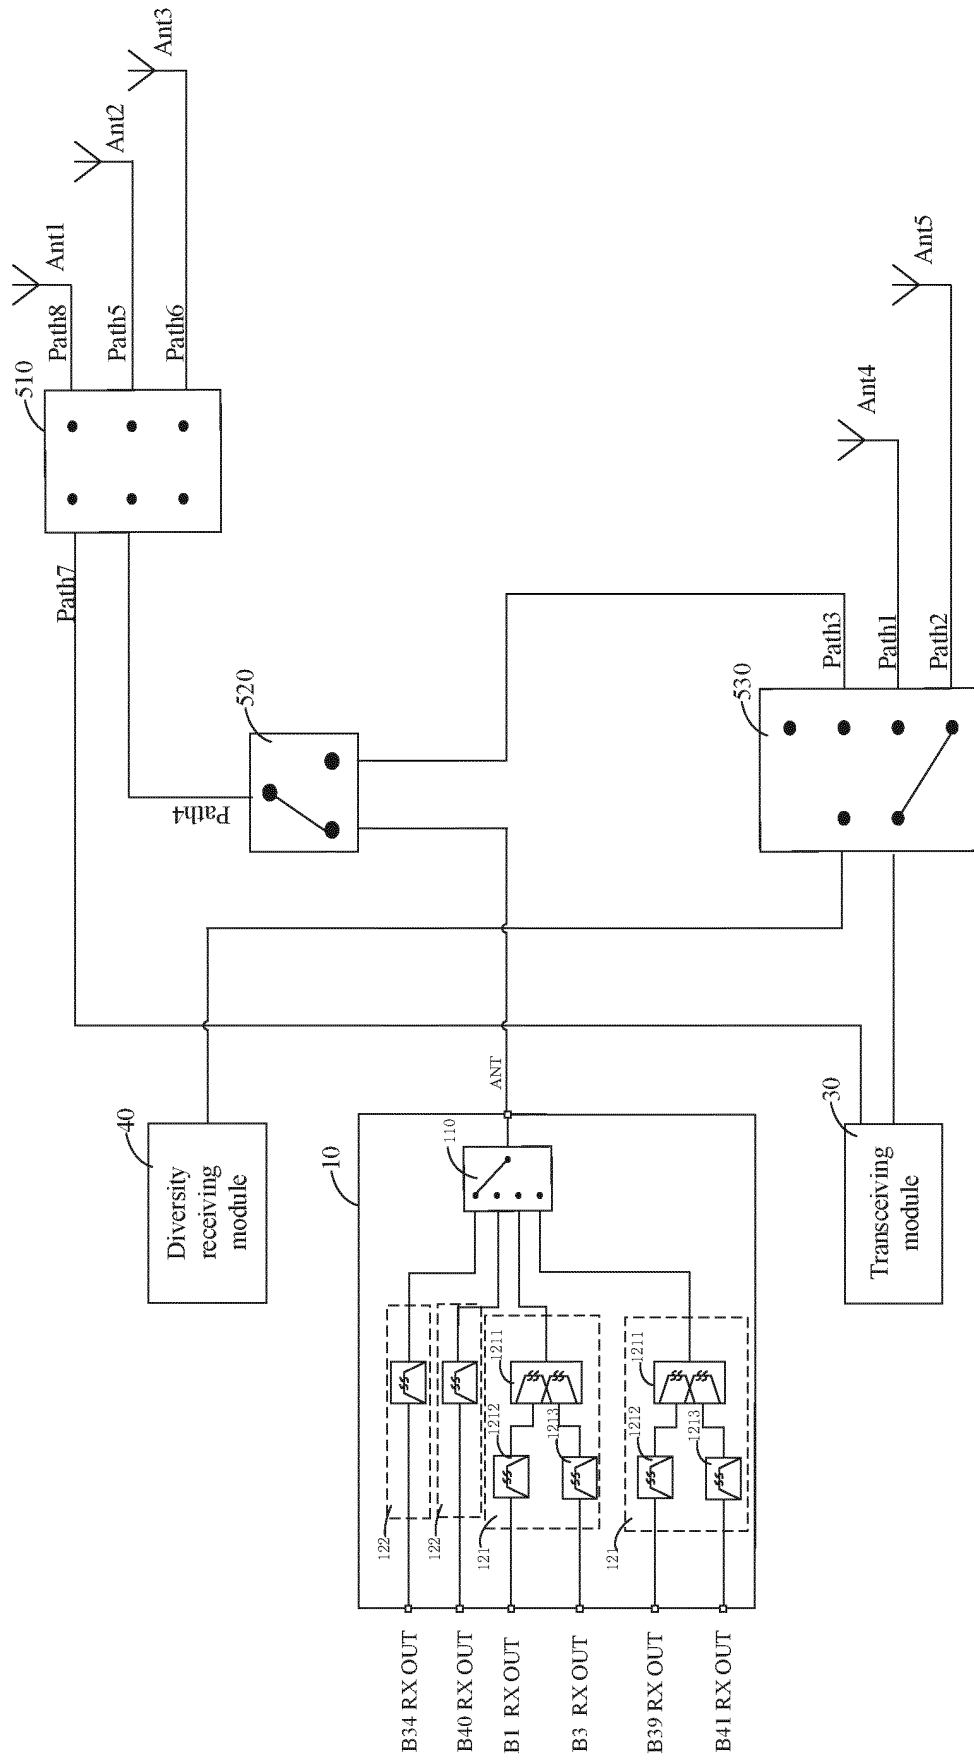 B34 RX OUT
B40 RX OUT
B1 RX OUT
B3 RX OUT
B39 RX OUT
B41 RX OUT
122
122
121
121
1212
1213
1211
1212
1213
1211
10
110
ANT
40
Diversity
receiving
module
30
Transceiving
module
Path4
520
530
Path3
Path1
Path2
Path7
510
Path8
Path5
Path6
Ant1
Ant2
Ant3
Ant4
Ant5